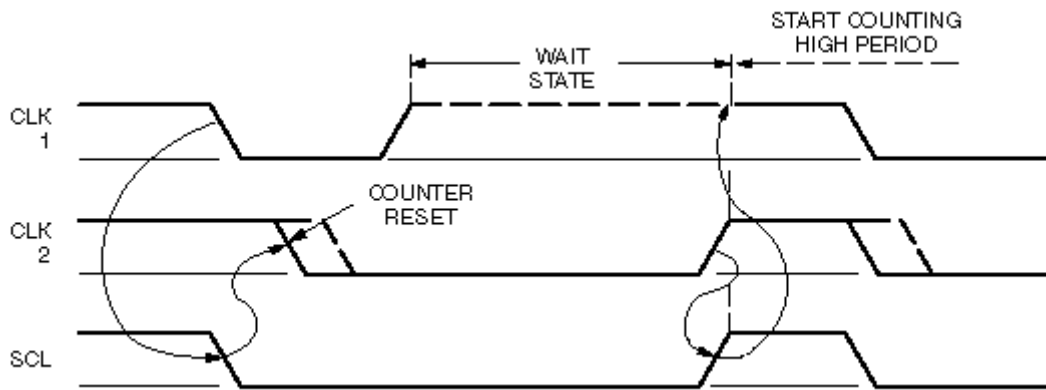 START COUNTING
HIGH PERIOD
WAIT
STATE
CLK
1
COUNTER
RESET
CLK
2
SCL